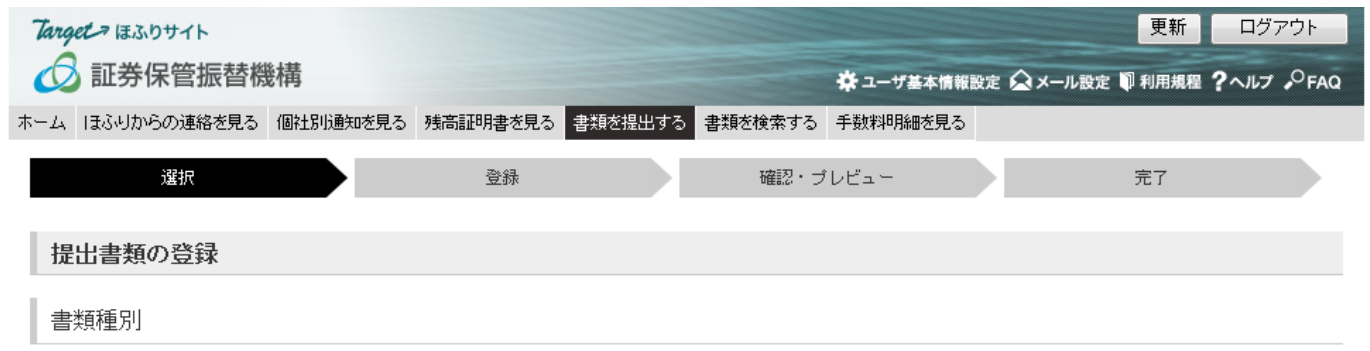 Target ほふりサイト 更新 ログアウト
証券保管振替機構
ユーザ基本情報設定 メール設定 利用規程 ?ヘルプ FAQ
ホーム ほふりからの連絡を見る 個社別通知を見る 残高証明書を見る 書類を提出する 書類を検索する 手数料明細を見る
選択 登録 確認・プレビュー 完了
提出書類の登録
書類種別